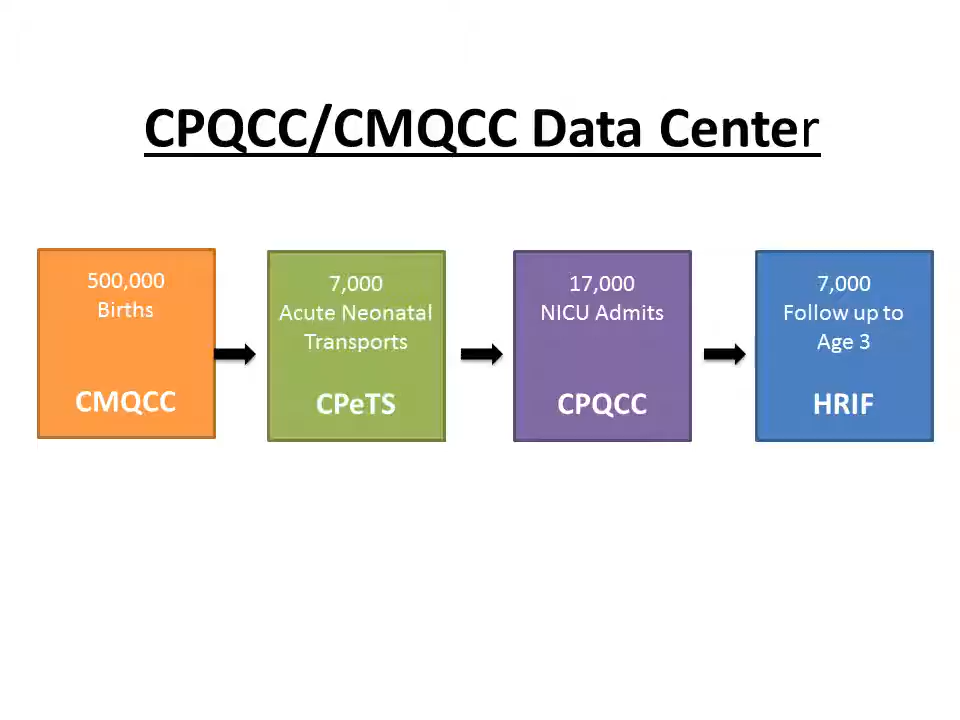 CPQCC/CMQCC Data Center
500,000
Births
CMQCC
7,000
Acute Neonatal
Transports
CPeTS
17,000
NICU Admits
CPQCC
7,000
Follow up to
Age 3
HRIF